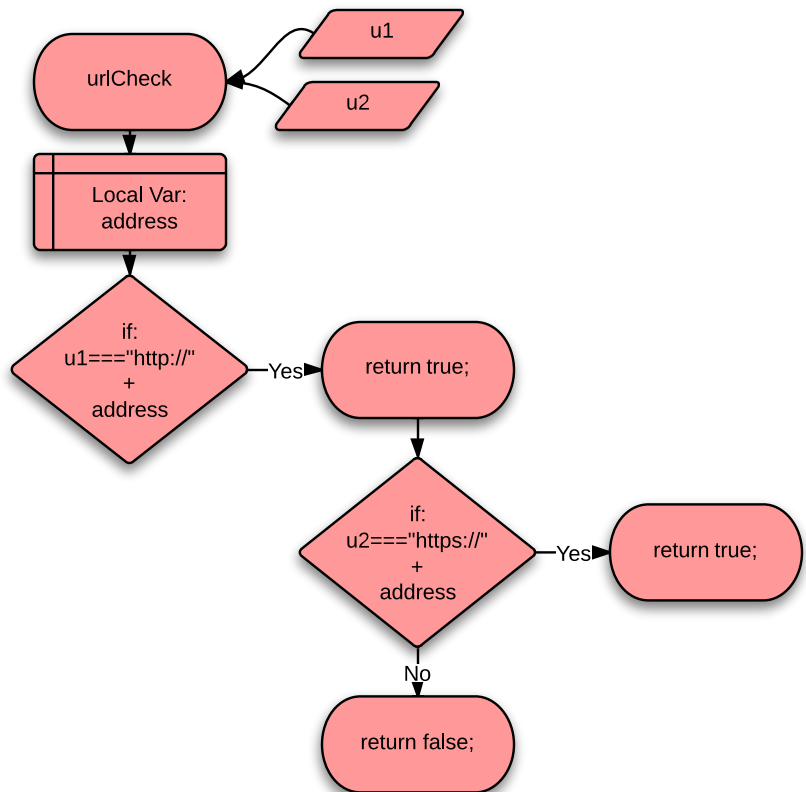 u1
urlCheck
u2
Local Var:
address
if:
u1==="http://"
+
address
Yes
return true;
if:
u2==="https://"
+
address
Yes
return true;
No
return false;